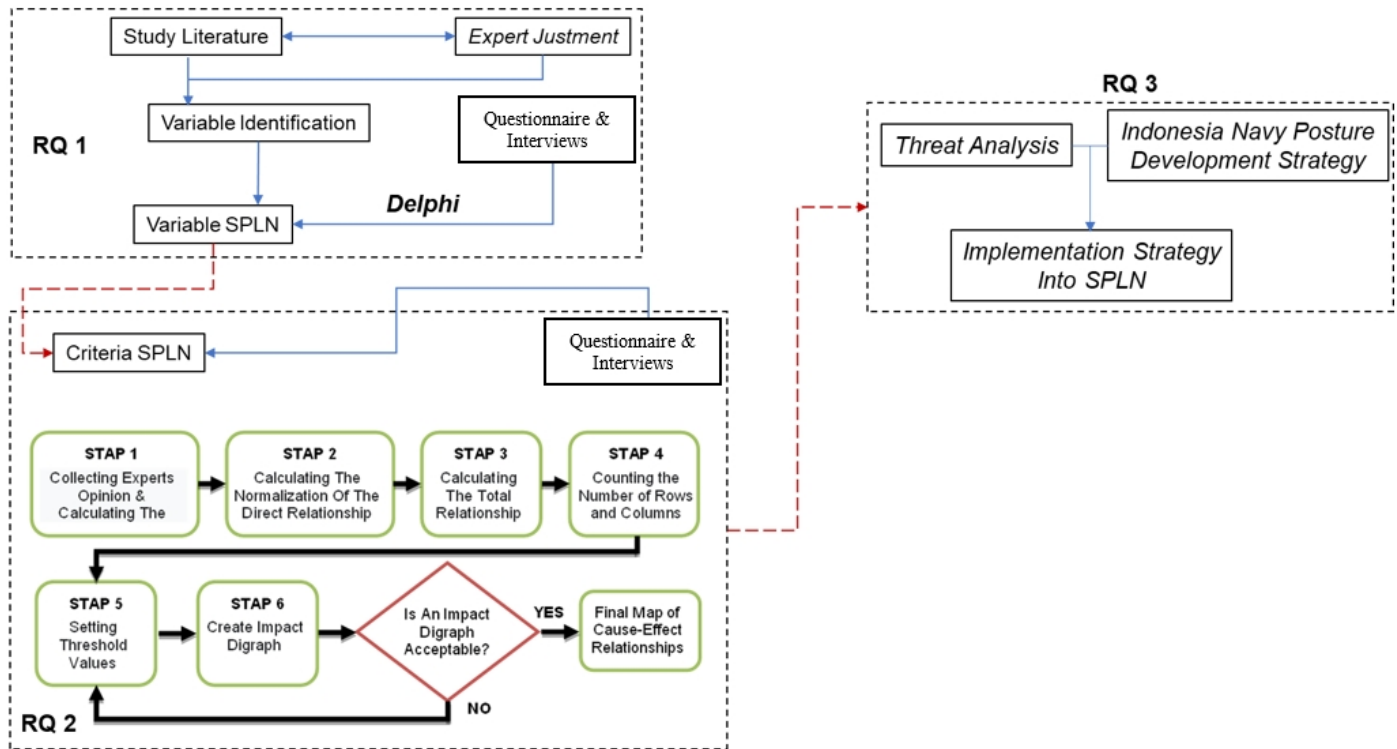 Study Literature
Expert Justment
Variable Identification
Questionnaire &
Interviews
RQ 1
Delphi
Variable SPLN
RQ 3
Threat Analysis
Indonesia Navy Posture
Development Strategy
Implementation Strategy
Into SPLN
Criteria SPLN
Questionnaire &
Interviews
STAP 1
Collecting Experts
Opinion &
Calculating The
STAP 2
Calculating The
Normalization Of The
Direct Relationship
STAP 3
Calculating
The Total
Relationship
STAP 4
Counting the
Number of Rows
and Columns
STAP 5
Setting
Threshold
Values
STAP 6
Create Impact
Digraph
Is An Impact
Digraph
Acceptable?
YES
Final Map of
Cause-Effect
Relationships
NO
RQ 2